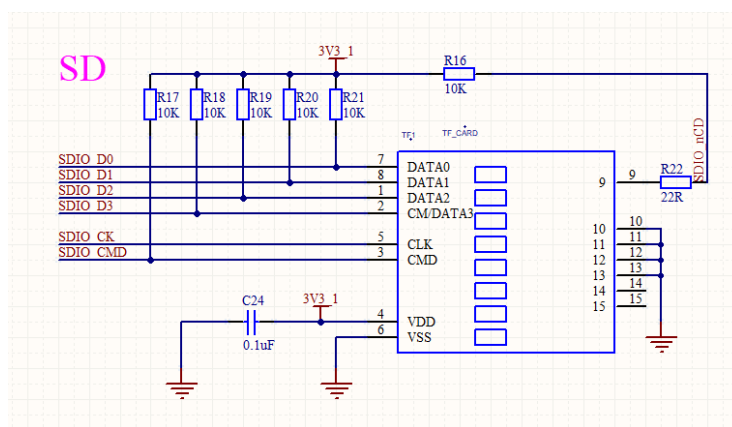 SD
3V3_1
R16
10K
R17
10K
R18
10K
R19
10K
R20
10K
R21
10K
TF1
TF_CARD
SDIO_nCD
SDIO_D0
7
DATA0
SDIO_D1
8
DATA1
SDIO_D2
1
DATA2
SDIO_D3
2
CM/DATA3
SDIO_CK
5
CLK
SDIO_CMD
3
CMD
9
9
R22
22R
10
10
11
11
12
12
13
13
14
14
15
15
C24
0.1uF
3V3_1
4
VDD
6
VSS